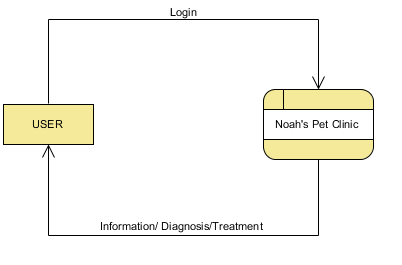 Login
USER
Noah's Pet Clinic
Information/ Diagnosis/Treatment